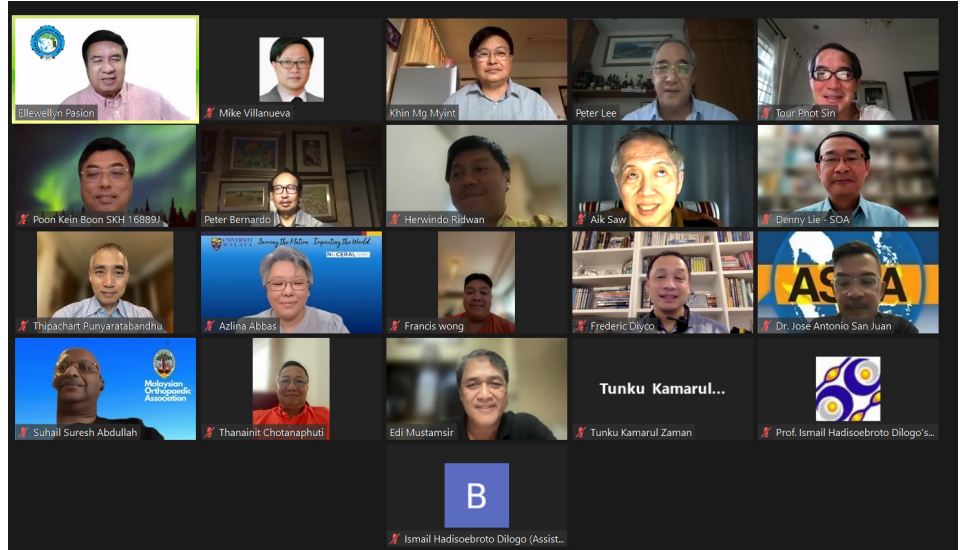 Ellewellyn Pasion
Mike Villanueva
Khin Mg Myint
Peter Lee
Tour Phot Sin
Poon Kein Boon SKH 16889J
Peter Bernardo
Herwindo Ridwan
Aik Saw
Denny Lie - SOA
Thipachart Punyaratabandhu
UNIVERSITI
MALAYA
Serving the Nation. Impacting the World.
Azlina Abbas
Francis wong
Frederic Diyco
AS A
Dr. Jose Antonio San Juan
Malaysian
Orthopaedic
Association
Suhail Suresh Abdullah
Thanainit Chotanaphuti
Edi Mustamsir
Tunku Kamarul...
Tunku Kamarul Zaman
Prof. Ismail Hadisoebroto Dilogo's...
B
Ismail Hadisoebroto Dilogo (Assist...